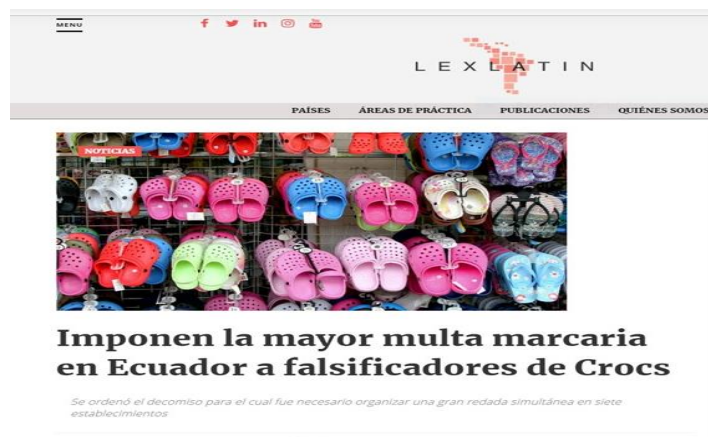 MENU
LEXLATIN
PAÍSES ÁREAS DE PRÁCTICA PUBLICACIONES QUIÉNES SOMOS
NOTICIAS
Imponen la mayor multa marcaria
en Ecuador a falsificadores de Crocs
Se ordenó el decomiso para el cual fue necesario organizar una gran redada simultánea en siete
establecimientos